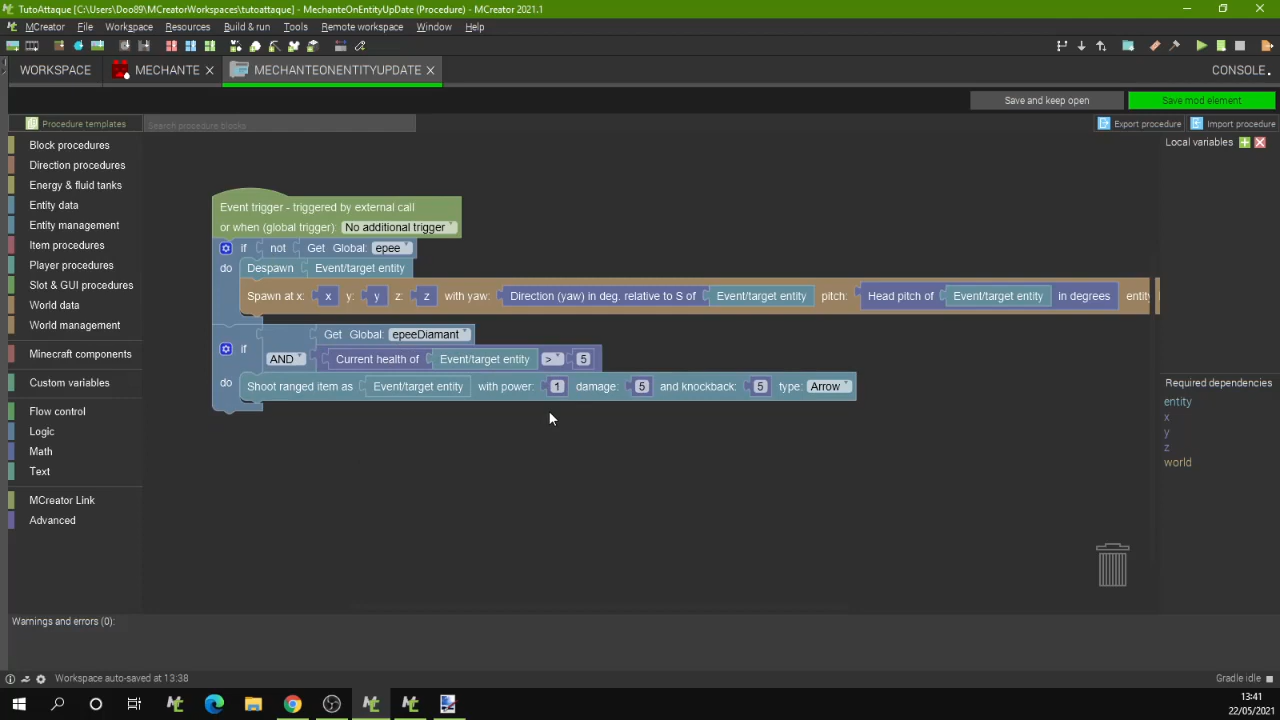 TutoAttaque [C:\Users\Doo89\MCreatorWorkspaces\tutoattaque] - MechanteOnEntityUpDate (Procedure) - MCreator 2021.1
MCreator File Workspace Resources Build & run Tools Remote workspace Window Help
WORKSPACE MECHANTE MECHANTEONENTITYUPDATE CONSOLE
Save and keep open Save mod element
Procedure templates Search procedure blocks Export procedure Import procedure
Block procedures
Direction procedures
Energy & fluid tanks
Entity data
Entity management
Item procedures
Player procedures
Slot & GUI procedures
World data
World management
Minecraft components
Custom variables
Flow control
Logic
Math
Text
MCreator Link
Advanced
Event trigger - triggered by external call
or when (global trigger): No additional trigger
if not Get Global: epee
do Despawn Event/target entity
Spawn at x: x y: y z: z with yaw: Direction (yaw) in deg. relative to S of Event/target entity pitch: Head pitch of Event/target entity in degrees entit
Get Global: epeeDiamant
if
AND Current health of Event/target entity > 5
do Shoot ranged item as Event/target entity with power: 1 damage: 5 and knockback: 5 type: Arrow
Local variables
Required dependencies
entity
x
y
z
world
Warnings and errors (0):
Workspace auto-saved at 13:38 Gradle idle
13:41
22/05/2021